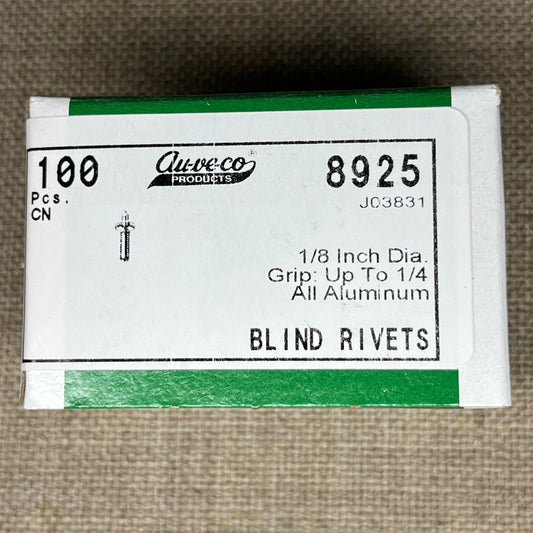 100
Pcs.
CN
au-ve-co®
PRODUCTS
8925
J03831
1/8 Inch Dia.
Grip: Up To 1/4
All Aluminum
BLIND RIVETS